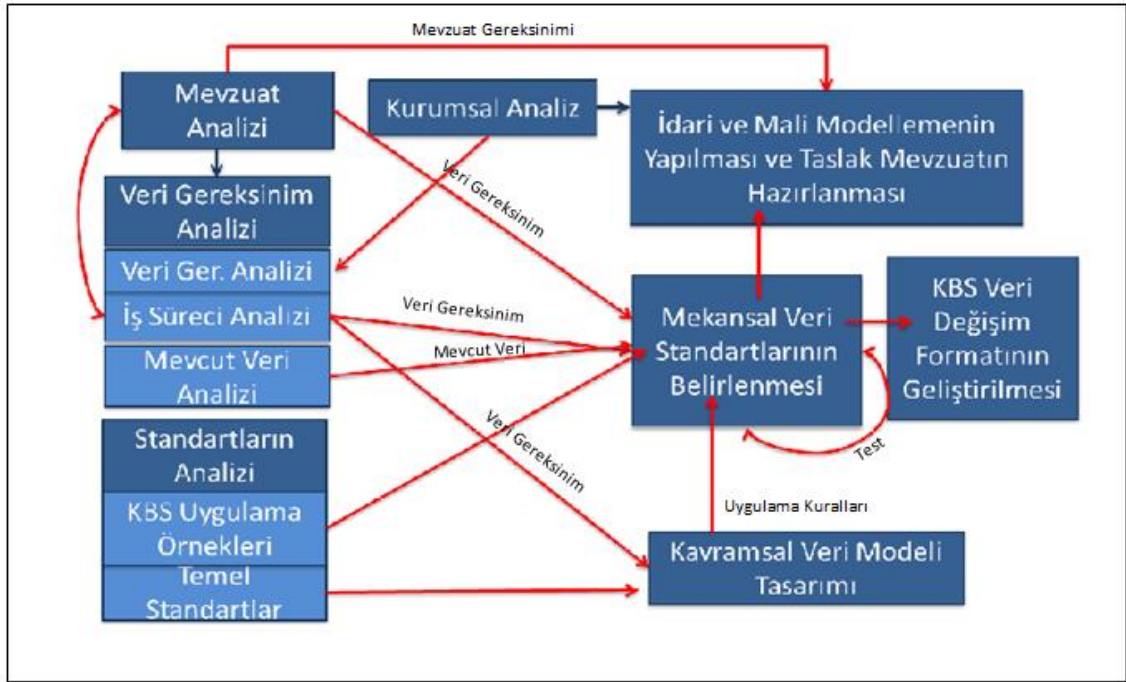 Mevzuat Gereksinimi
Mevzuat
Analizi
Kurumsal Analiz
İdari ve Mali Modellemenin
Yapılması ve Taslak Mevzuatın
Hazırlanması
Veri Gereksinim
Analizi
Veri Ger. Analizi
İş Süreci Analizi
Mevcut Veri
Analizi
Veri Gereksinim
Veri Gereksinim
Mevcut Veri
Veri Gereksinim
Mekansal Veri
Standartlarının
Belirlenmesi
KBS Veri
Değişim
Formatının
Geliştirilmesi
Test
Standartların
Analizi
KBS Uygulama
Örnekleri
Temel
Standartlar
Uygulama Kuralları
Kavramsal Veri Modeli
Tasarımı